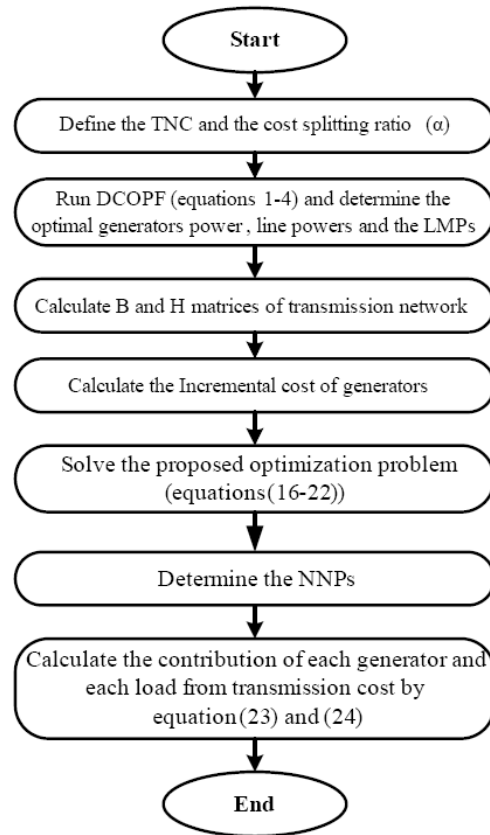 Start
Define the TNC and the cost splitting ratio (α)
Run DCOPF (equations 1-4) and determine the
optimal generators power, line powers and the LMPs
Calculate B and H matrices of transmission network
Calculate the Incremental cost of generators
Solve the proposed optimization problem
(equations(16-22))
Determine the NNPs
Calculate the contribution of each generator and
each load from transmission cost by
equation(23) and (24)
End